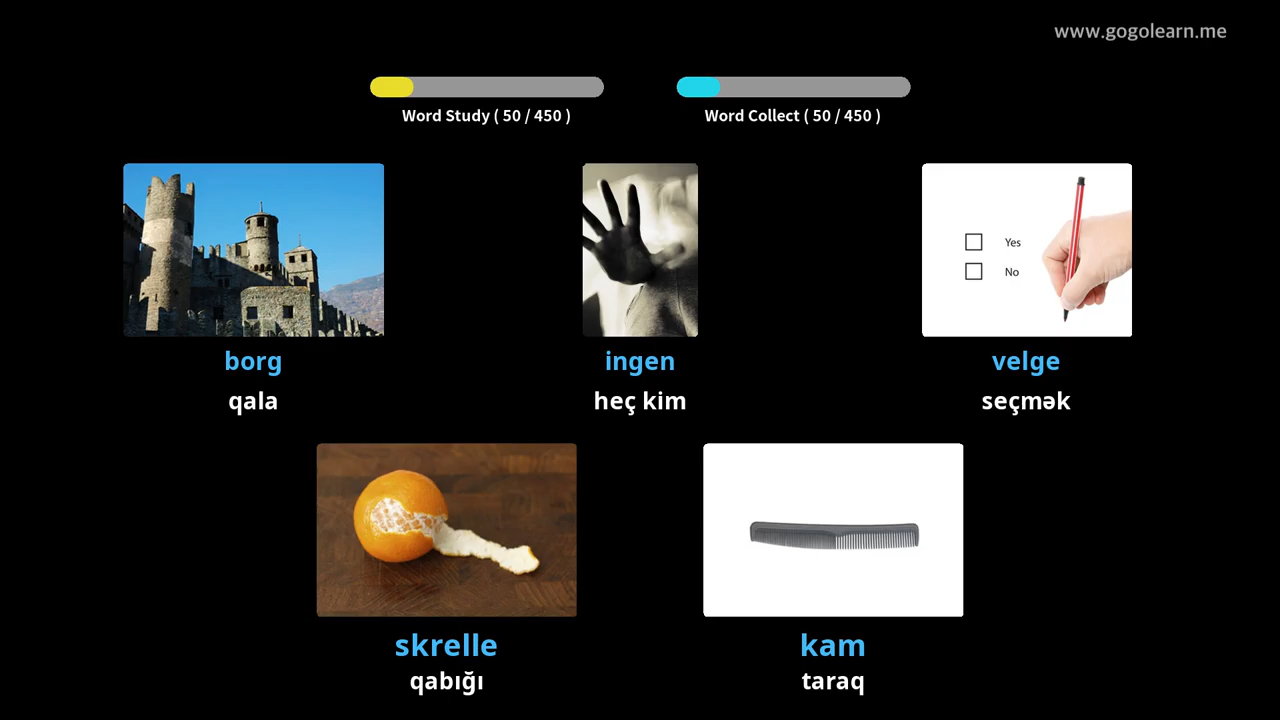 www.gogolearn.me
Word Study ( 50 / 450 )
Word Collect ( 50 / 450 )
Yes
No
borg
qala
ingen
heç kim
velge
seçmək
skrelle
qabığı
kam
taraq